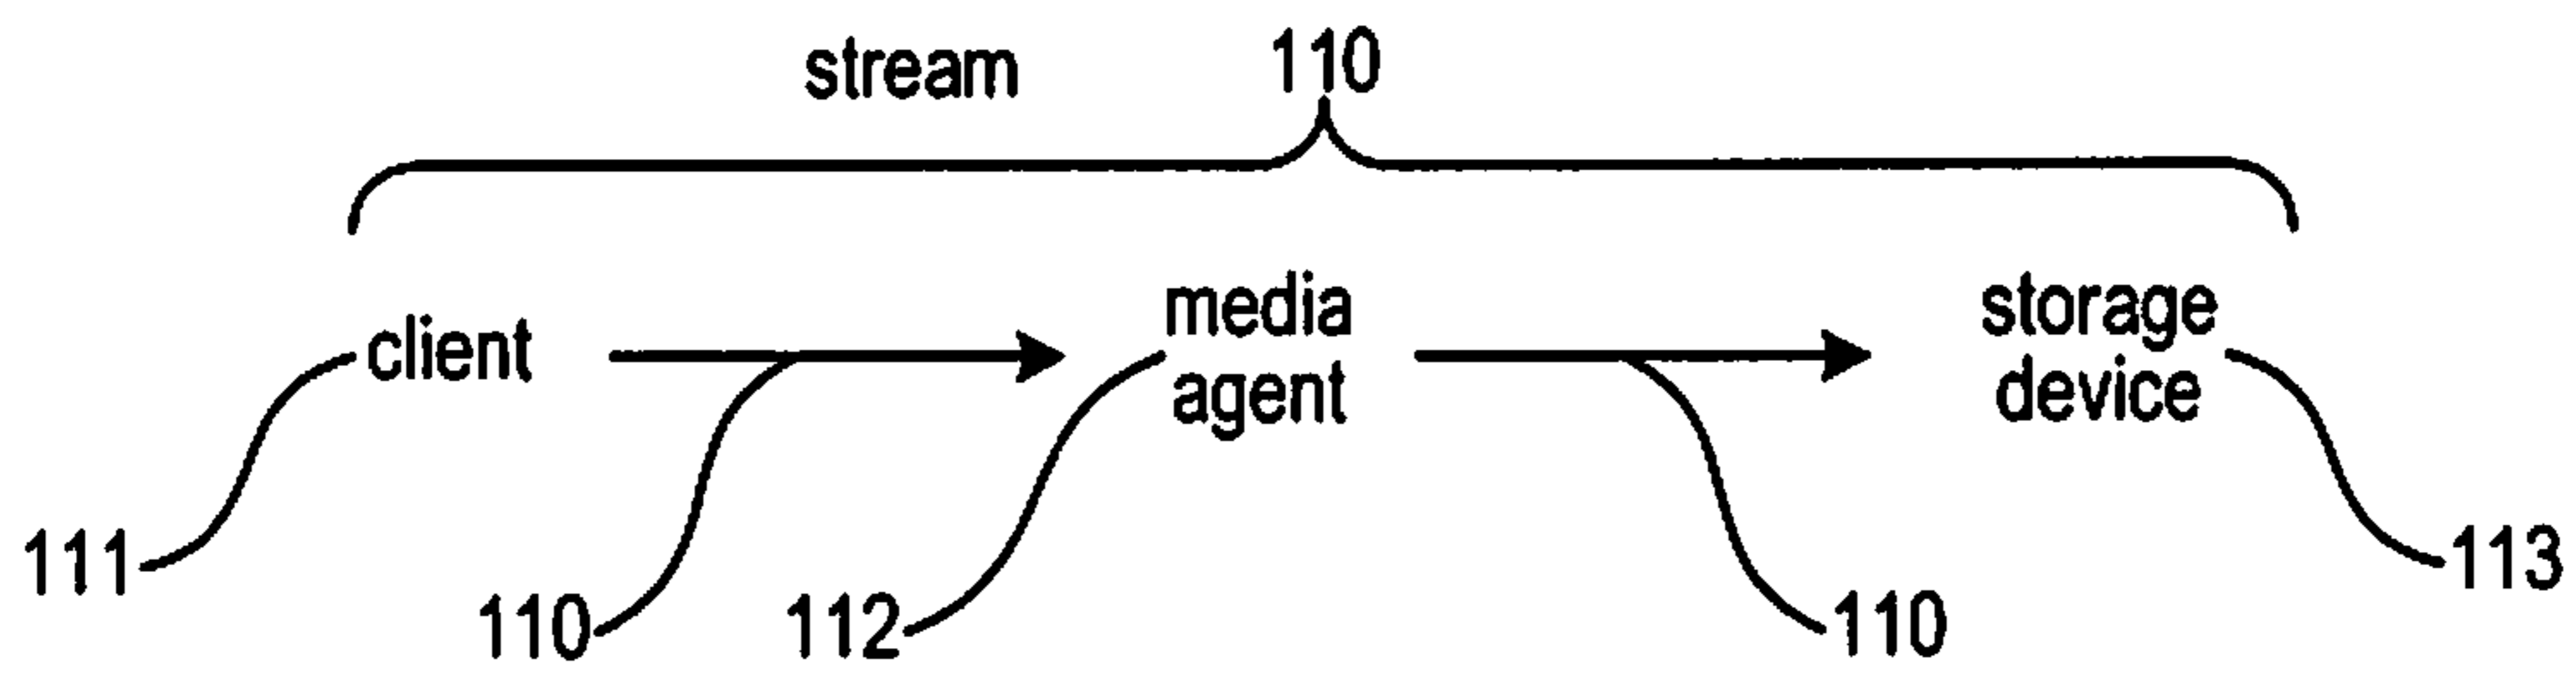 stream 110
client
media
agent
storage
device
111
110
112
110
113